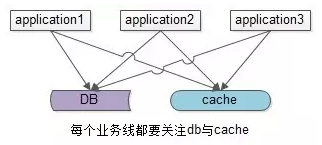 application1 application2 application3
DB cache
每个业务线都要关注db与cache